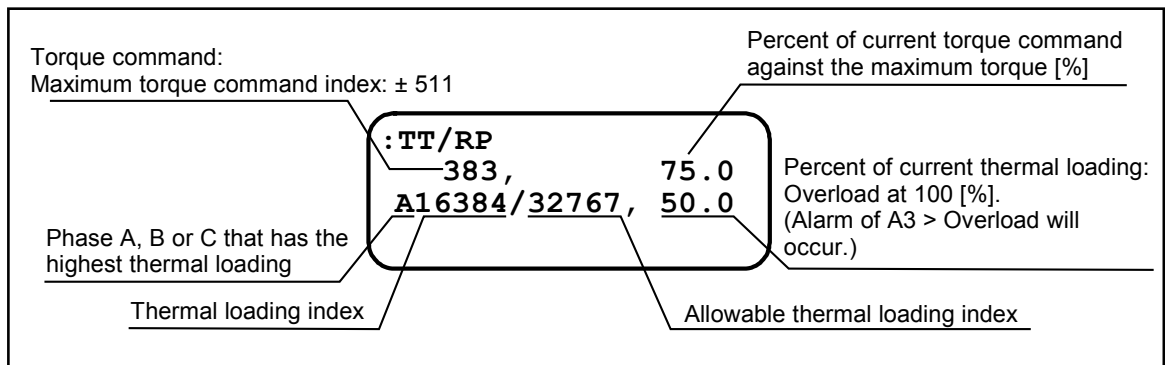 Torque command:
Maximum torque command index: ± 511
Percent of current torque command
against the maximum torque [%]
:TT/RP
383, 75.0
A16384/32767, 50.0
Percent of current thermal loading:
Overload at 100 [%].
(Alarm of A3 > Overload will
occur.)
Phase A, B or C that has the
highest thermal loading
Thermal loading index
Allowable thermal loading index